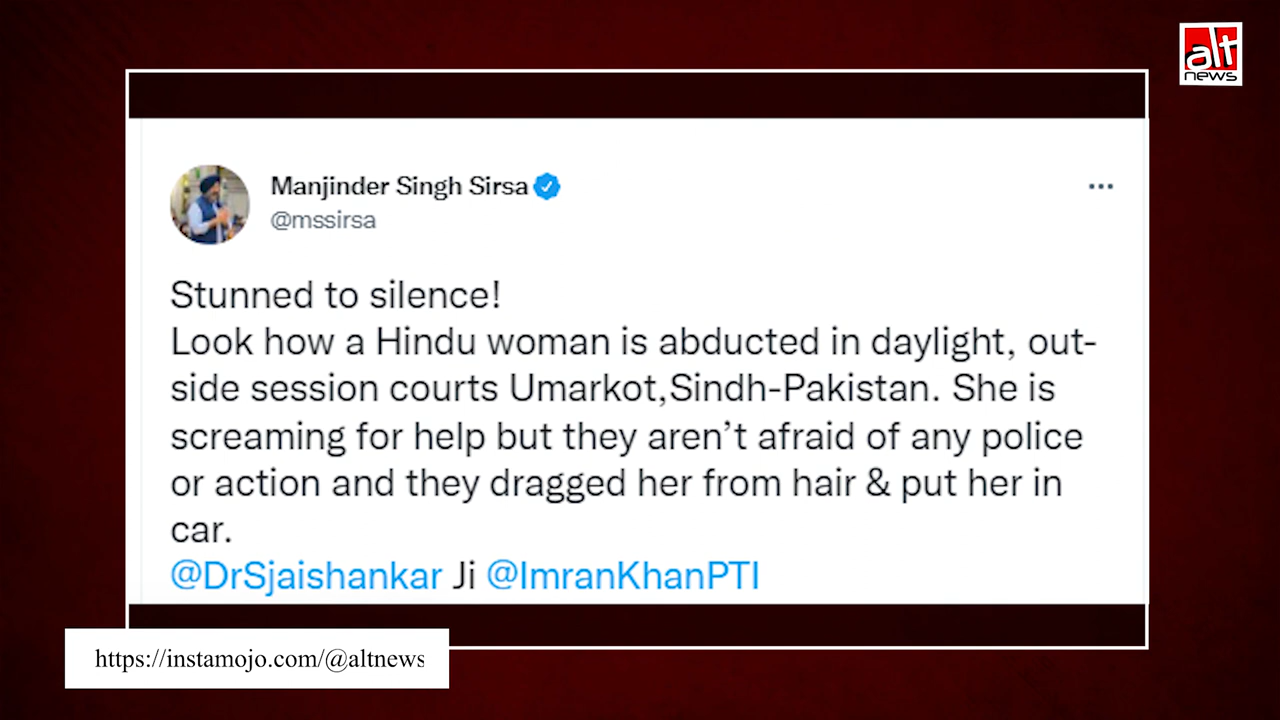 alt
news
Manjinder Singh Sirsa
@mssirsa
Stunned to silence!
Look how a Hindu woman is abducted in daylight, out-
side session courts Umarkot,Sindh-Pakistan. She is
screaming for help but they aren’t afraid of any police
or action and they dragged her from hair & put her in
car.
@DrSjaishankar Ji @ImranKhanPTI
https://instamojo.com/@altnews